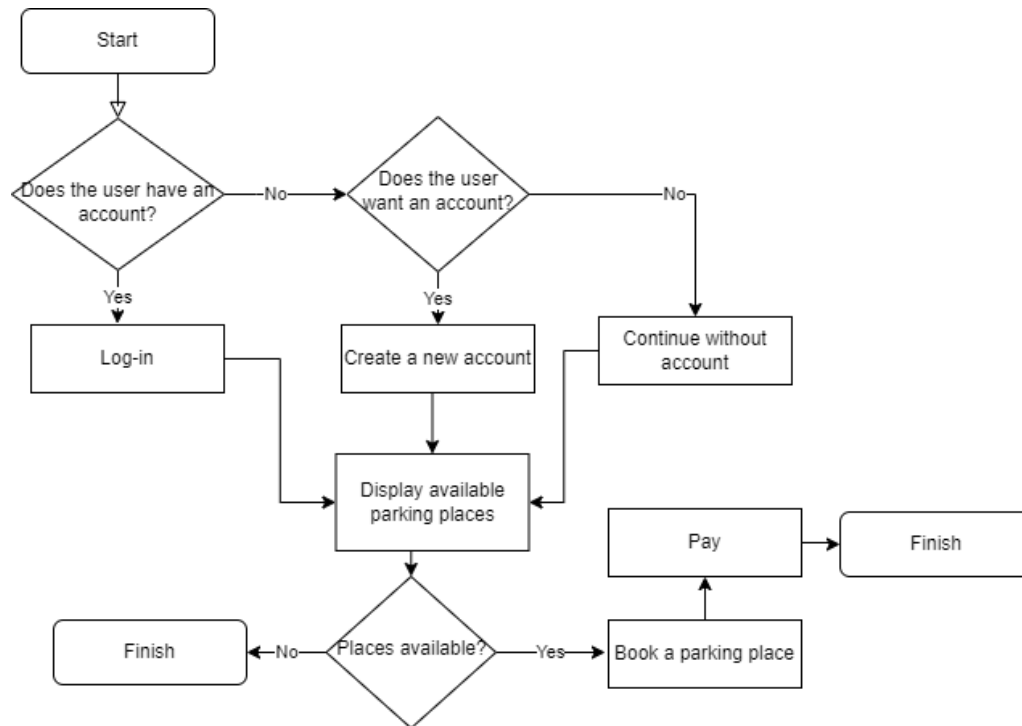 Start
Does the user have an
account?
No
Does the user
want an account?
No
Yes
Yes
Log-in
Create a new account
Continue without
account
Display available
parking places
Pay
Finish
Finish
No
Places available?
Yes
Book a parking place